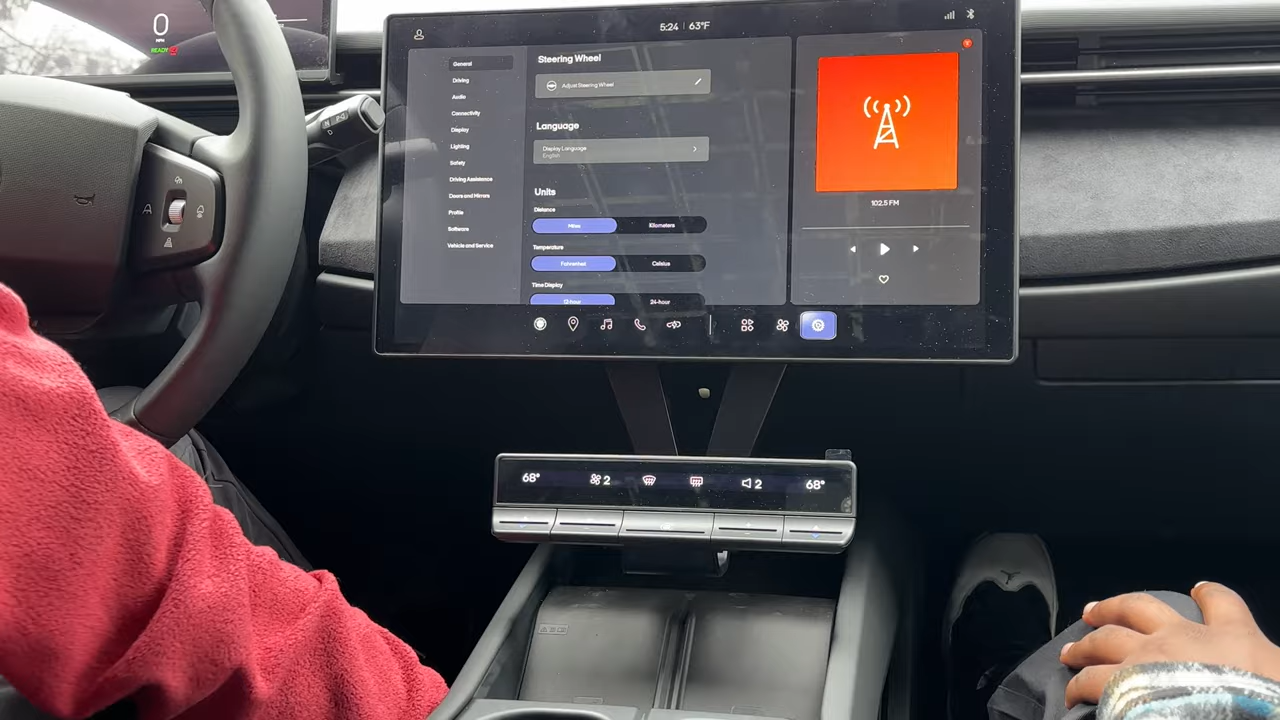 0
MPH
READY
5:24 63°F
General
Driving
Audio
Connectivity
Display
Lighting
Safety
Driving Assistance
Doors and Mirrors
Profile
Software
Vehicle and Service
Steering Wheel
Adjust Steering Wheel
Language
Display Language
English
Units
Distance
Miles Kilometers
Temperature
Fahrenheit Celsius
Time Display
12-hour 24-hour
102.5 FM
68° 2 2 68°